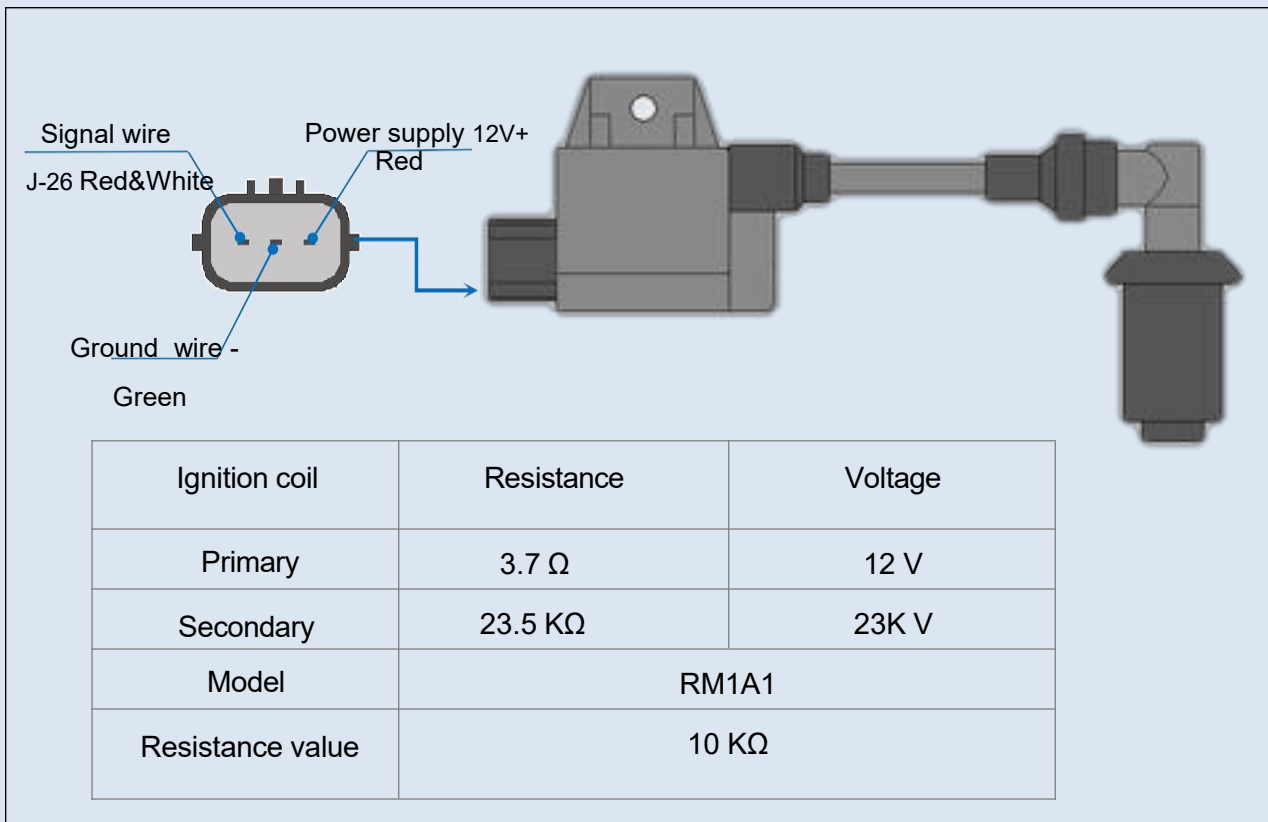 Signal wire
J-26 Red&White
Power supply 12V+
Red
Ground wire -
Green
Ignition coil Resistance Voltage
Primary 3.7 Ω 12 V
Secondary 23.5 KΩ 23K V
Model RM1A1
Resistance value 10 KΩ